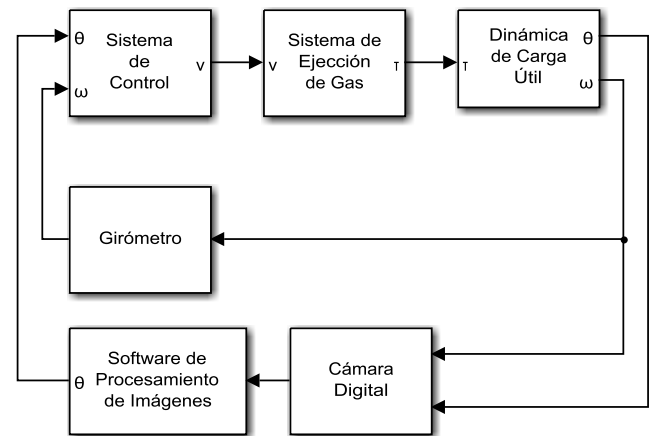 θ
ω
Sistema
de
Control
v
v
Sistema de
Eyección
de Gas
τ
τ
Dinámica
de Carga
Útil
θ
ω
Girómetro
θ
Software de
Procesamiento
de Imágenes
Cámara
Digital